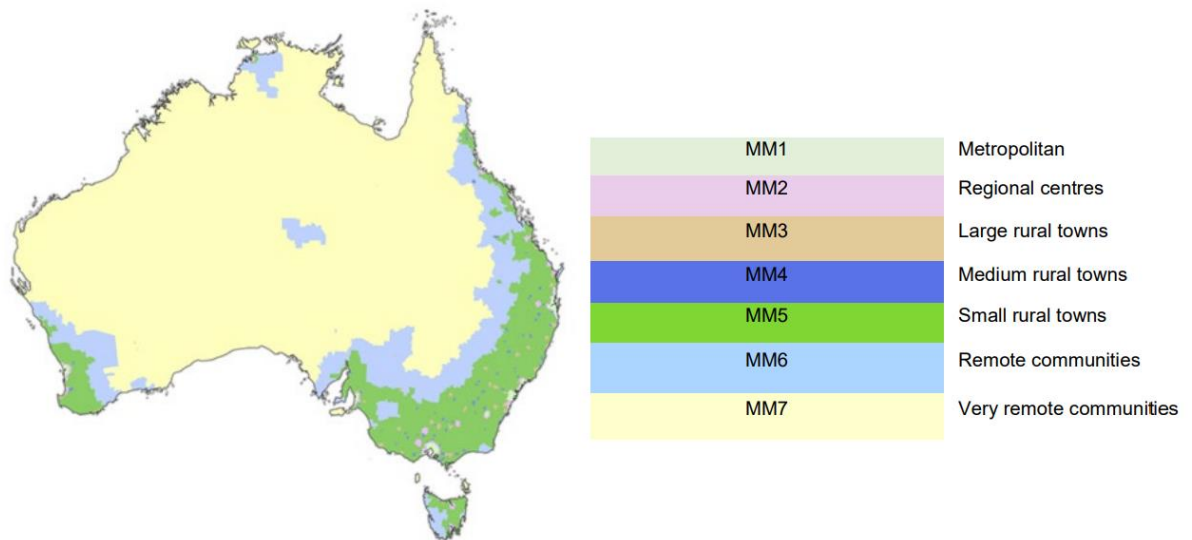 MM1 Metropolitan
MM2 Regional centres
MM3 Large rural towns
MM4 Medium rural towns
MM5 Small rural towns
MM6 Remote communities
MM7 Very remote communities